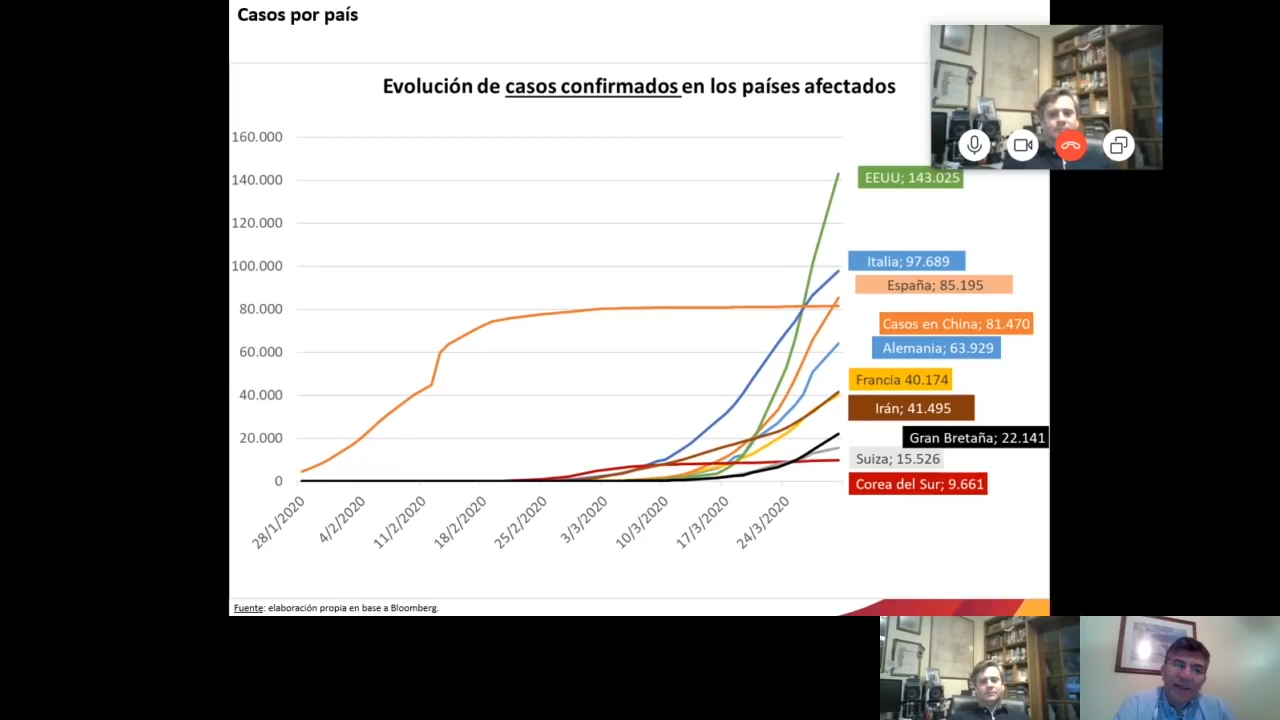 Casos por país
Evolución de casos confirmados en los países afectados
160.000
140.000
120.000
100.000
80.000
60.000
40.000
20.000
0
28/1/2020
4/2/2020
11/2/2020
18/2/2020
25/2/2020
3/3/2020
10/3/2020
17/3/2020
24/3/2020
EEUU; 143.025
Italia; 97.689
España; 85.195
Casos en China; 81.470
Alemania; 63.929
Francia 40.174
Irán; 41.495
Gran Bretaña; 22.141
Suiza; 15.526
Corea del Sur; 9.661
Fuente: elaboración propia en base a Bloomberg.